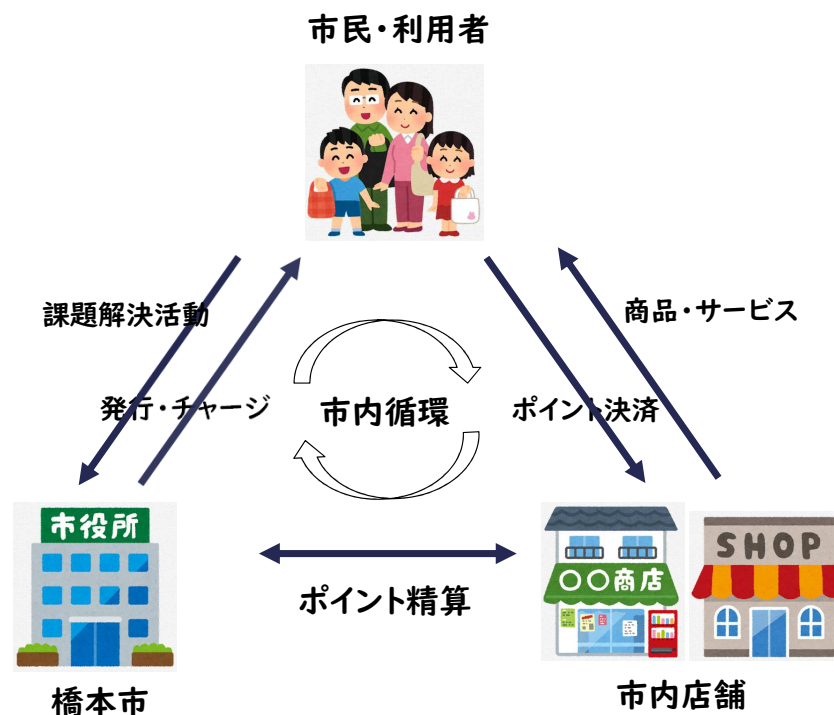 市民・利用者
課題解決活動
商品・サービス
発行・チャージ
市内循環
ポイント決済
市役所
SHOP
〇〇商店
ポイント精算
橋本市
市内店舗